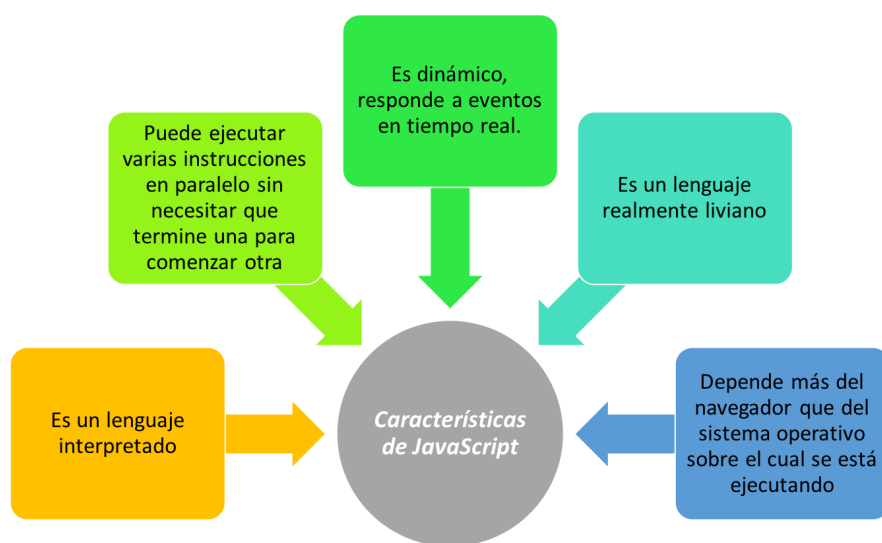 Es dinámico,
responde a eventos
en tiempo real.
Puede ejecutar
varias instrucciones
en paralelo sin
necesitar que
termine una para
comenzar otra
Es un lenguaje
realmente liviano
Es un lenguaje
interpretado
Características
de JavaScript
Depende más del
navegador que del
sistema operativo
sobre el cual se está
ejecutando